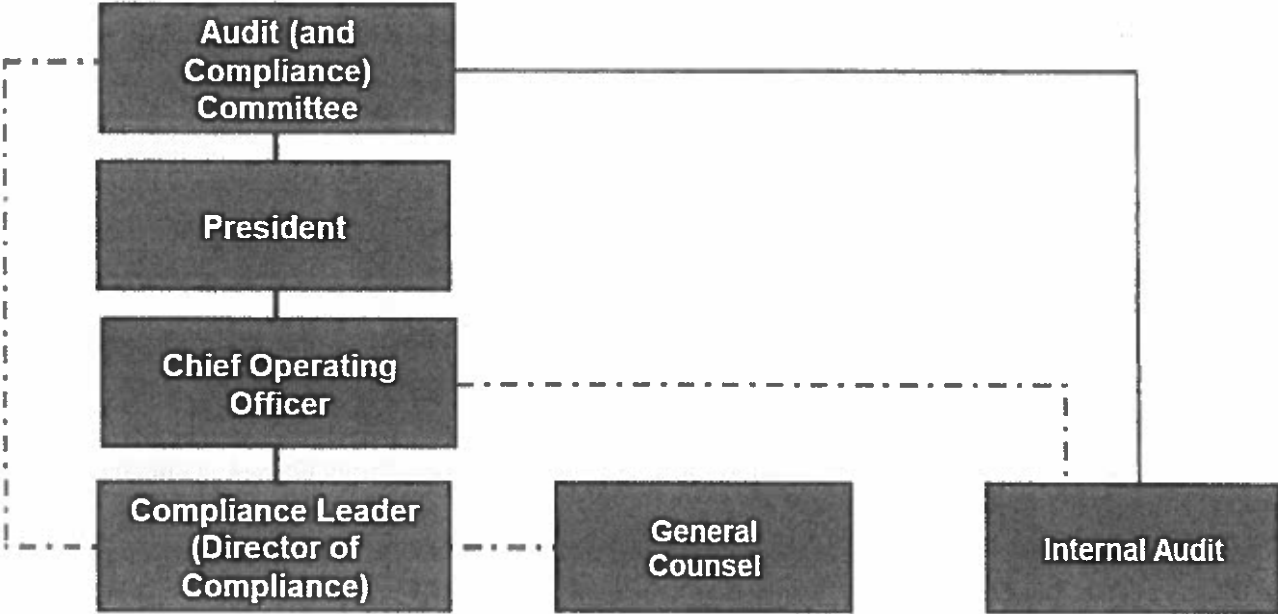 Audit (and
Compliance)
Committee
President
Chief Operating
Officer
Compliance Leader
(Director of
Compliance)
General
Counsel
Internal Audit